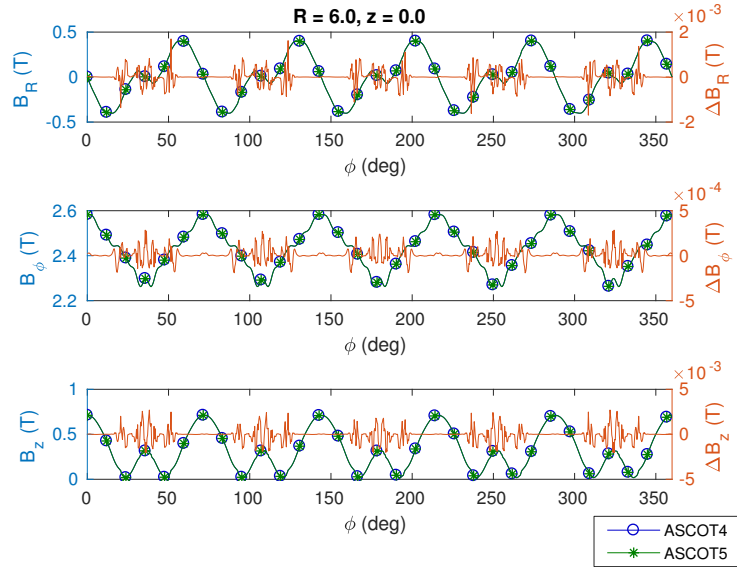 R = 6.0, z = 0.0
×10⁻³
0.5
0
-0.5
B_R (T)
2
0
-2
ΔB_R (T)
0 50 100 150 200 250 300 350
ϕ (deg)
×10⁻⁴
2.6
2.4
2.2
B_ϕ (T)
5
0
-5
ΔB_ϕ (T)
0 50 100 150 200 250 300 350
ϕ (deg)
×10⁻³
1
0.5
0
B_z (T)
5
0
-5
ΔB_z (T)
0 50 100 150 200 250 300 350
ϕ (deg)
ASCOT4
ASCOT5